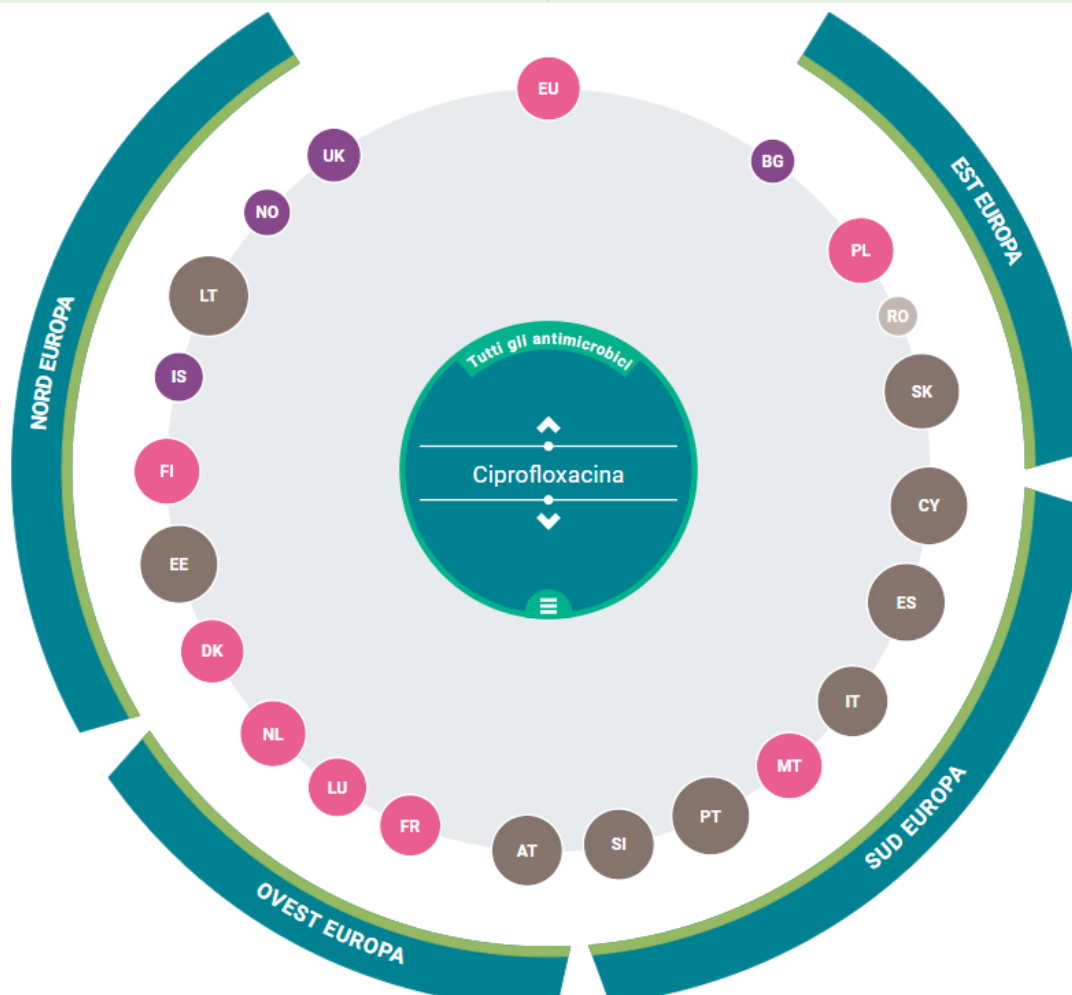 EU
UK
BG
NO
EST EUROPA
PL
LT
RO
NORD EUROPA
Tutti gli antimicrobici
IS
SK
FI
Ciprofloxacina
CY
EE
ES
DK
IT
NL
MT
LU
PT
FR
SI
AT
SUD EUROPA
OVEST EUROPA